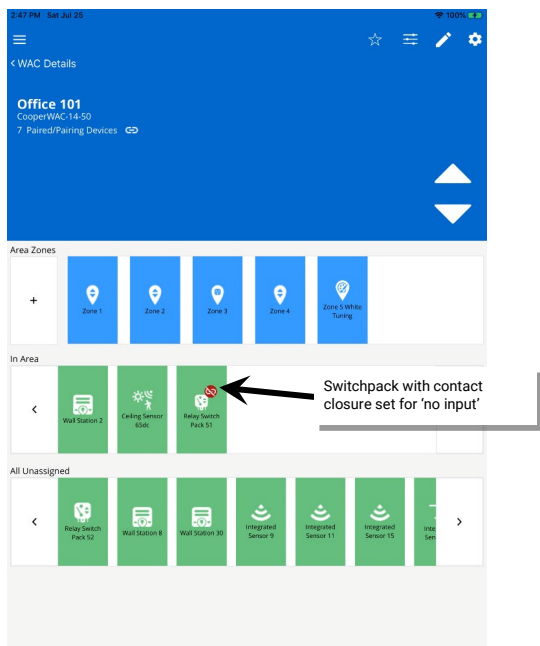 2:47 PM Sat Jul 25
100%
< WAC Details
Office 101
CooperWAC-14-50
7 Paired/Pairing Devices
Area Zones
+
Zone 1
Zone 2
Zone 3
Zone 4
Zone 5 White
Tuning
In Area
<
Wall Station 2
Ceiling Sensor
65dc
Relay Switch
Pack 51
Switchpack with contact
closure set for ‘no input’
All Unassigned
<
Relay Switch
Pack 52
Wall Station 8
Wall Station 30
Integrated
Sensor 9
Integrated
Sensor 11
Integrated
Sensor 15
Inte
Sen
>